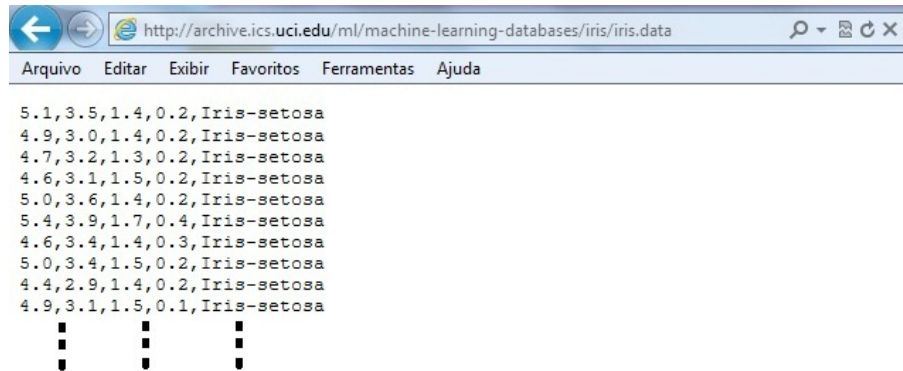 http://archive.ics.uci.edu/ml/machine-learning-databases/iris/iris.data
Arquivo Editar Exibir Favoritos Ferramentas Ajuda
5.1,3.5,1.4,0.2,Iris-setosa
4.9,3.0,1.4,0.2,Iris-setosa
4.7,3.2,1.3,0.2,Iris-setosa
4.6,3.1,1.5,0.2,Iris-setosa
5.0,3.6,1.4,0.2,Iris-setosa
5.4,3.9,1.7,0.4,Iris-setosa
4.6,3.4,1.4,0.3,Iris-setosa
5.0,3.4,1.5,0.2,Iris-setosa
4.4,2.9,1.4,0.2,Iris-setosa
4.9,3.1,1.5,0.1,Iris-setosa